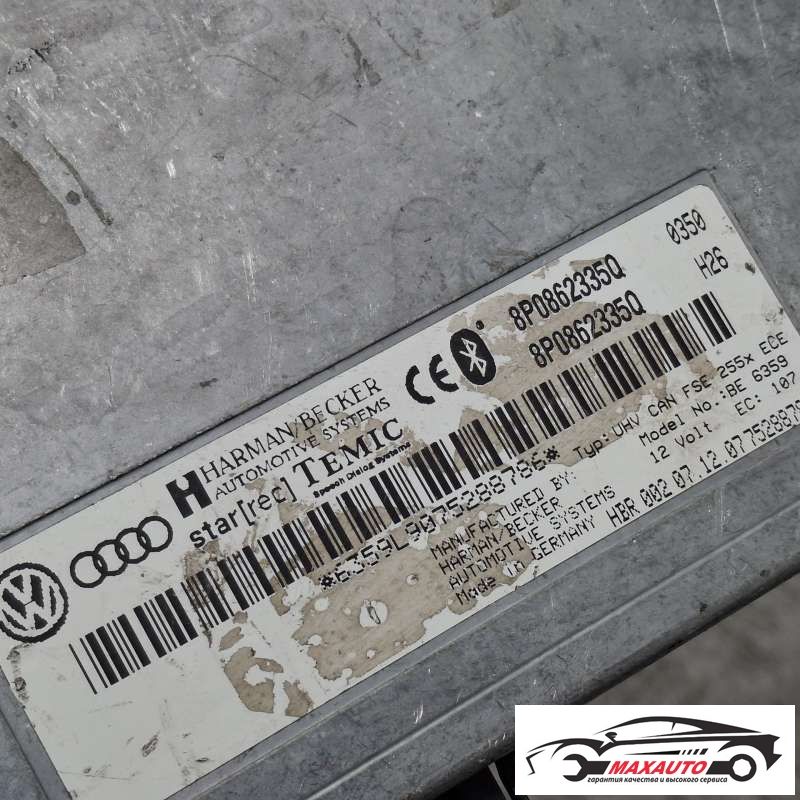 8P0862335Q 0350
8P0862335Q H26
CE
HARMAN/BECKER
AUTOMOTIVE SYSTEMS
star[rec] TEMIC
Speech Dialog Systems
*6359L9075288786*
Typ: UHV CAN FSE 255x ECE
Model No.: BE 6359
12 Volt EC: 107
MANUFACTURED BY:
HARMAN/BECKER
AUTOMOTIVE SYSTEMS
Made in GERMANY
HBR 002 07.12.07
MAXAUTO
гарантия качества и высокого сервиса